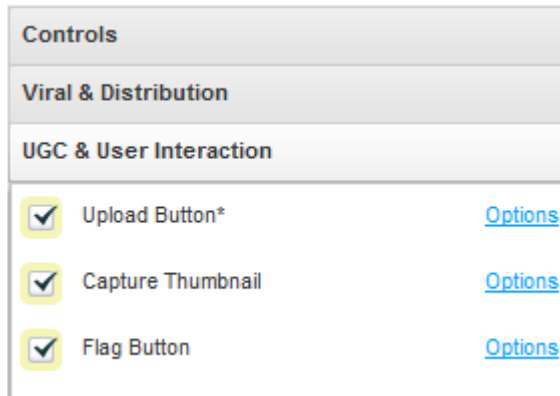 Controls
Viral & Distribution
UGC & User Interaction
Upload Button* Options
Capture Thumbnail Options
Flag Button Options